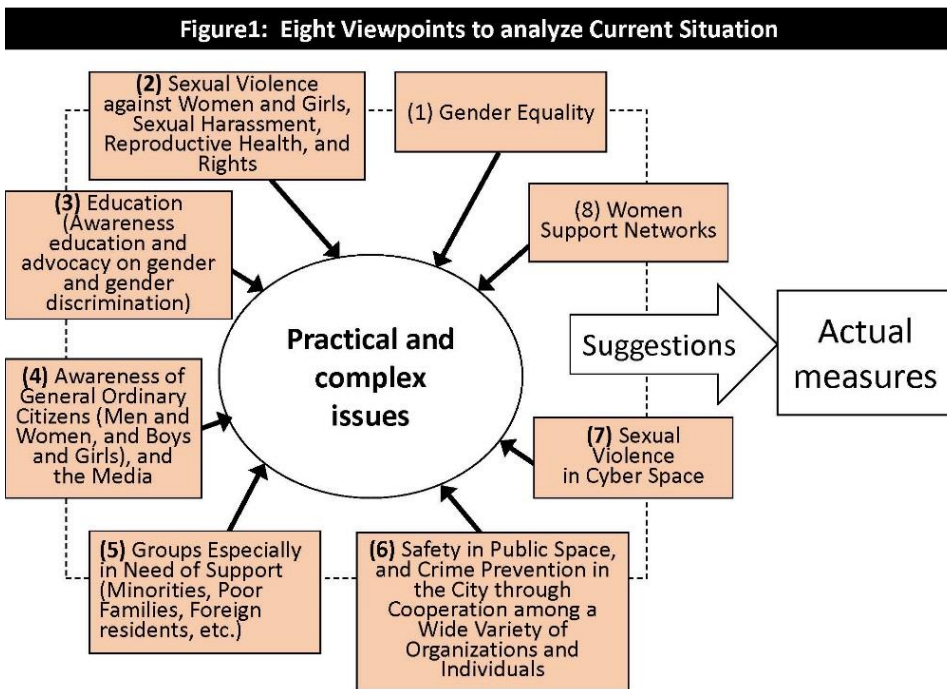 Figure1: Eight Viewpoints to analyze Current Situation
(2) Sexual Violence
against Women and Girls,
Sexual Harassment,
Reproductive Health, and
Rights
(1) Gender Equality
(3) Education
(Awareness
education and
advocacy on gender
and gender
discrimination)
(8) Women
Support Networks
Practical and
complex
issues
Suggestions
Actual
measures
(4) Awareness of
General Ordinary
Citizens (Men and
Women, and Boys
and Girls), and
the Media
(7) Sexual
Violence
in Cyber Space
(5) Groups Especially
in Need of Support
(Minorities, Poor
Families, Foreign
residents, etc.)
(6) Safety in Public Space,
and Crime Prevention in
the City through
Cooperation among a
Wide Variety of
Organizations and
Individuals